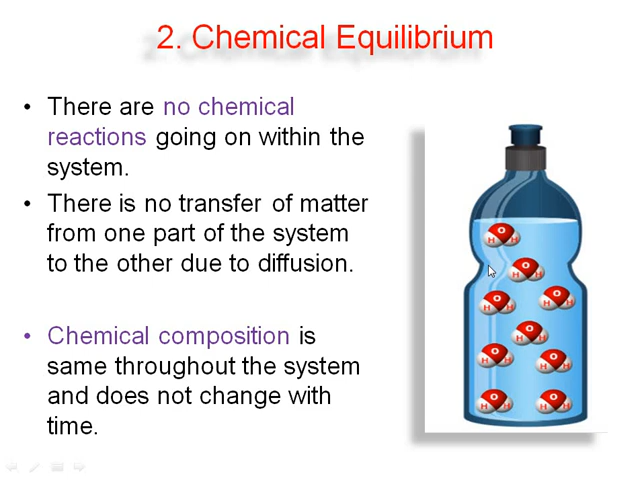 2. Chemical Equilibrium
• There are no chemical
reactions going on within the
system.
• There is no transfer of matter
from one part of the system
to the other due to diffusion.
• Chemical composition is
same throughout the system
and does not change with
time.
O
H H
O
H H
O
H H
O
H H
O
H H
O
H H
O
H H
O
H H
O
H H